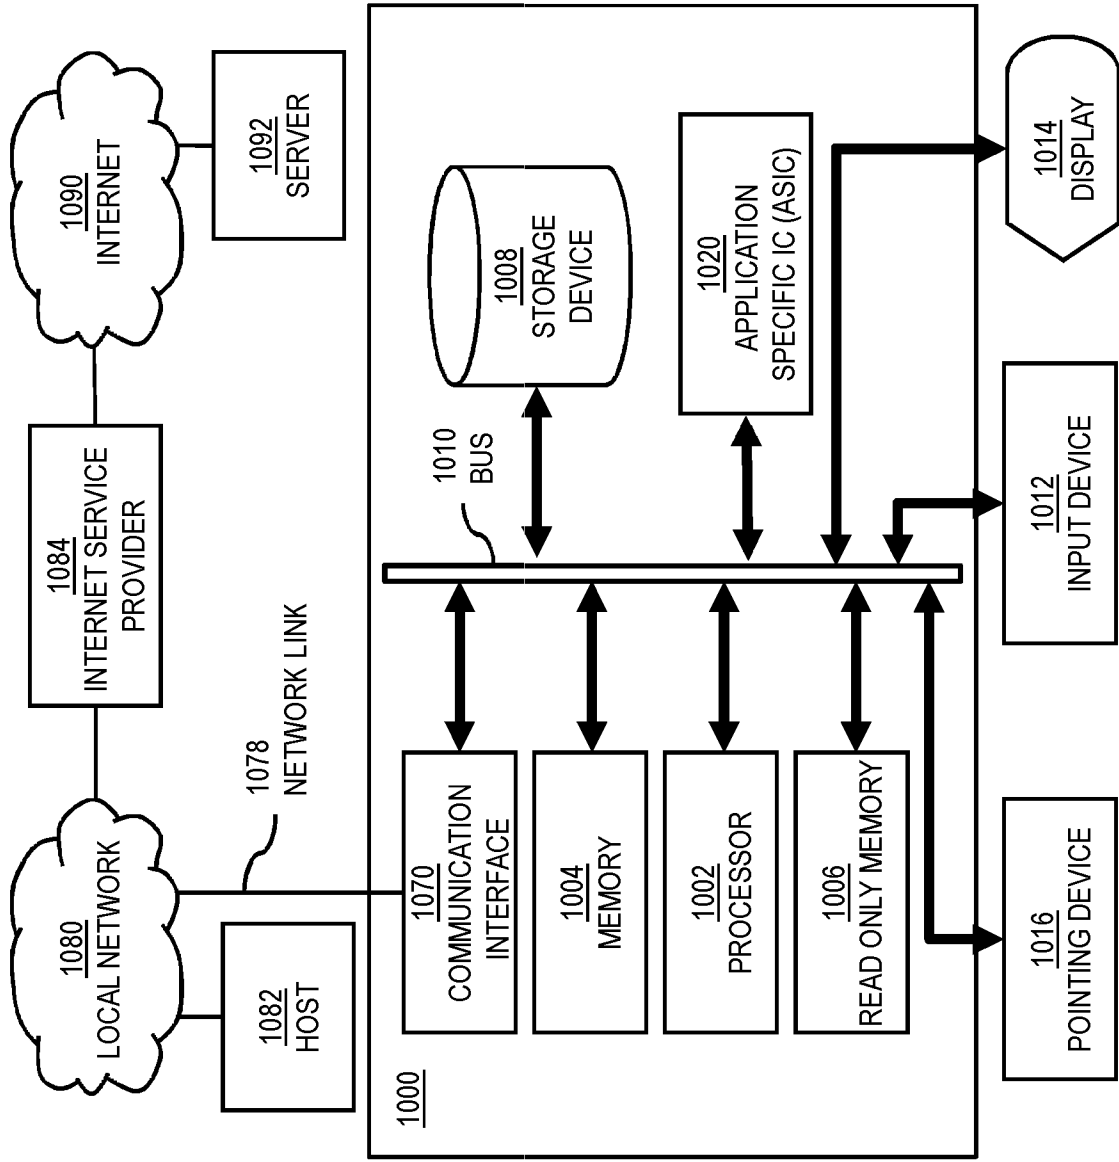 1080
LOCAL NETWORK
1084
INTERNET SERVICE
PROVIDER
1090
INTERNET
1082
HOST
1078
NETWORK LINK
1092
SERVER
1000
1070
COMMUNICATION
INTERFACE
1010
BUS
1008
STORAGE
DEVICE
1004
MEMORY
1002
PROCESSOR
1020
APPLICATION
SPECIFIC IC (ASIC)
1006
READ ONLY MEMORY
1016
POINTING DEVICE
1012
INPUT DEVICE
1014
DISPLAY